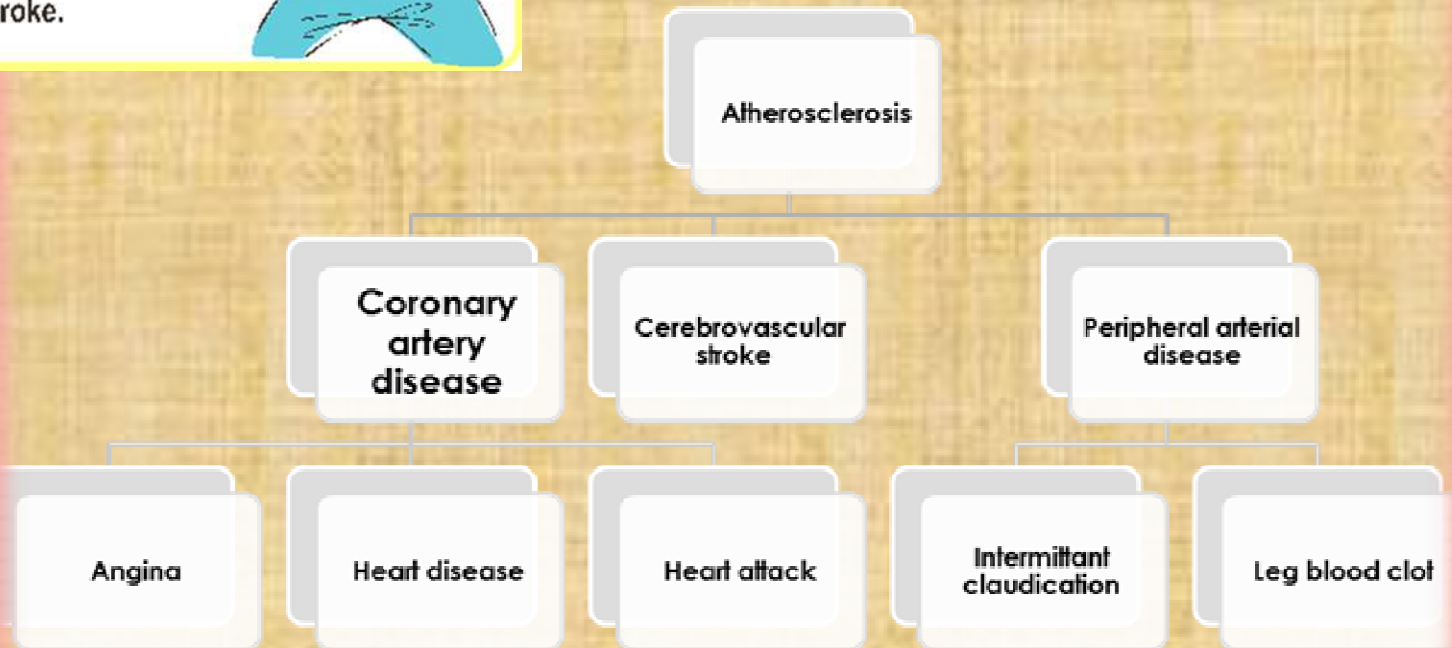 roke.
Atherosclerosis
Coronary
artery
disease
Cerebrovascular
stroke
Peripheral arterial
disease
Angina
Heart disease
Heart attack
Intermittant
claudication
Leg blood clot